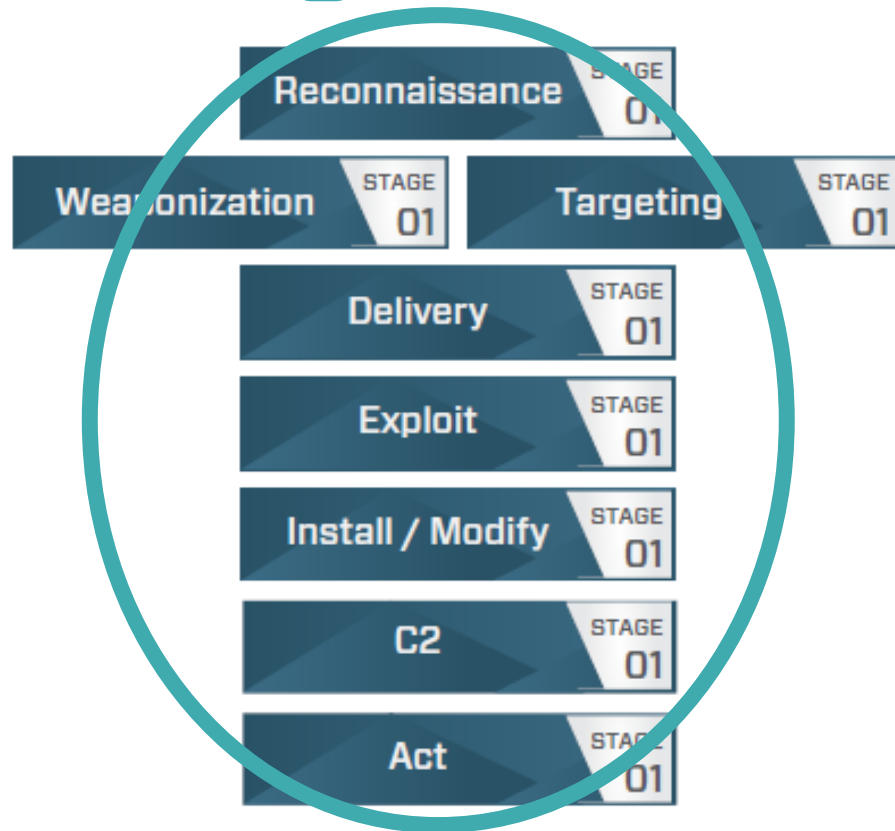 Reconnaissance STAGE 01
Weaponization STAGE 01
Targeting STAGE 01
Delivery STAGE 01
Exploit STAGE 01
Install / Modify STAGE 01
C2 STAGE 01
Act STAGE 01